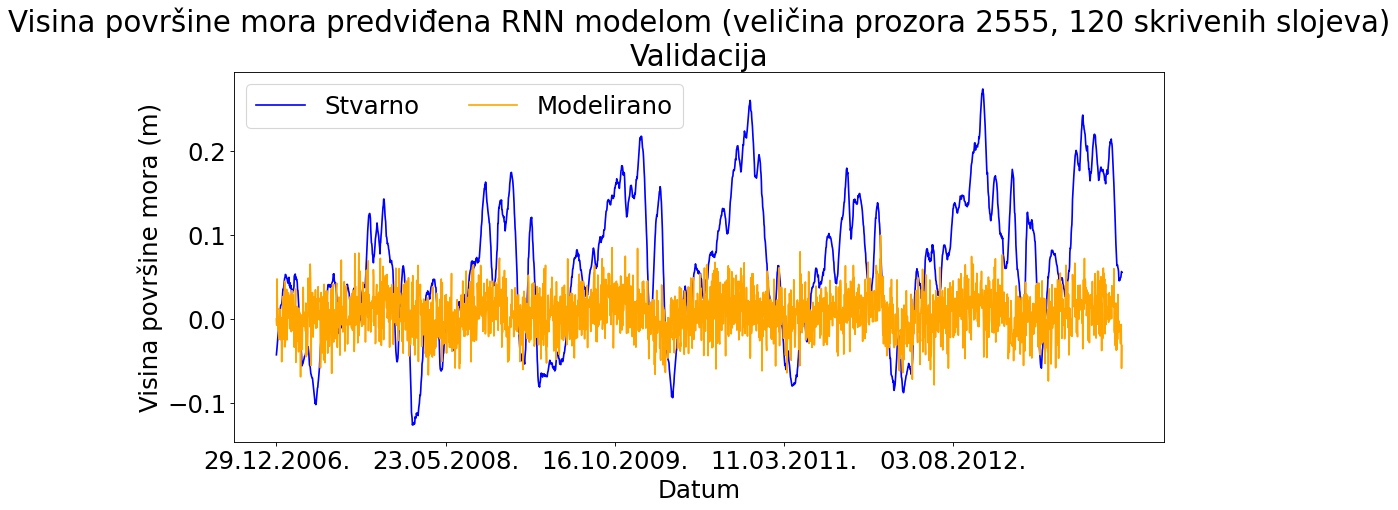 Visina površine mora predviđena RNN modelom (veličina prozora 2555, 120 skrivenih slojeva)
Validacija
Stvarno Modelirano
Visina površine mora (m)
0.2
0.1
0.0
−0.1
29.12.2006. 23.05.2008. 16.10.2009. 11.03.2011. 03.08.2012.
Datum